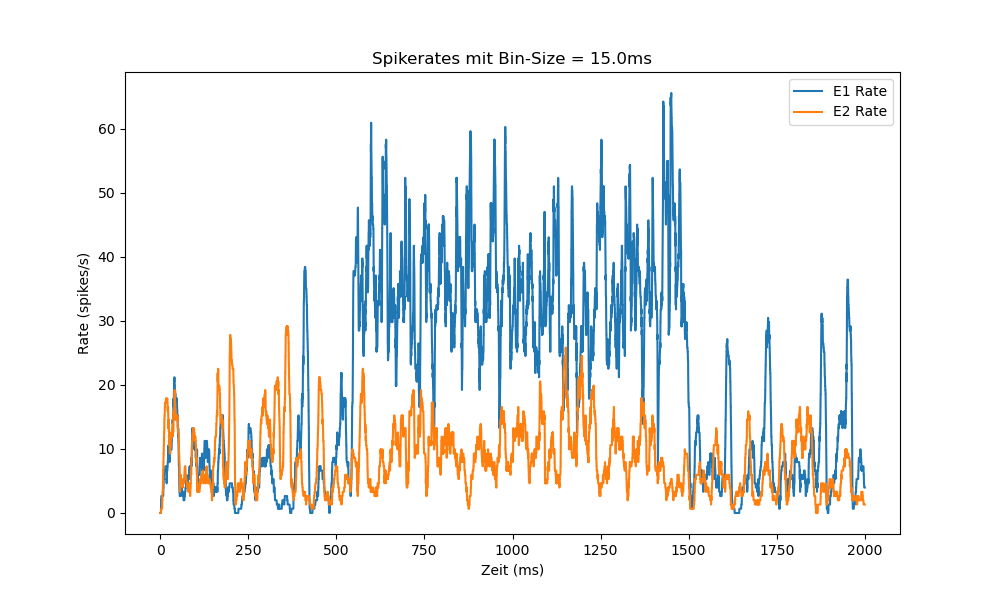 Spikerates mit Bin-Size = 15.0ms
E1 Rate
E2 Rate
60
50
40
30
20
10
0
Rate (spikes/s)
0 250 500 750 1000 1250 1500 1750 2000
Zeit (ms)